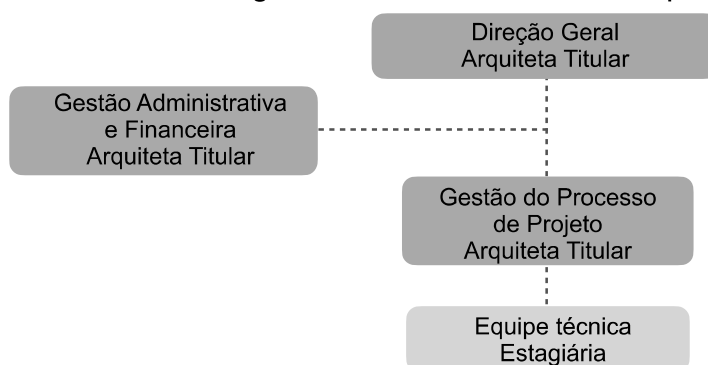 Direção Geral
Arquiteta Titular
Gestão Administrativa
e Financeira
Arquiteta Titular
Gestão do Processo
de Projeto
Arquiteta Titular
Equipe técnica
Estagiária